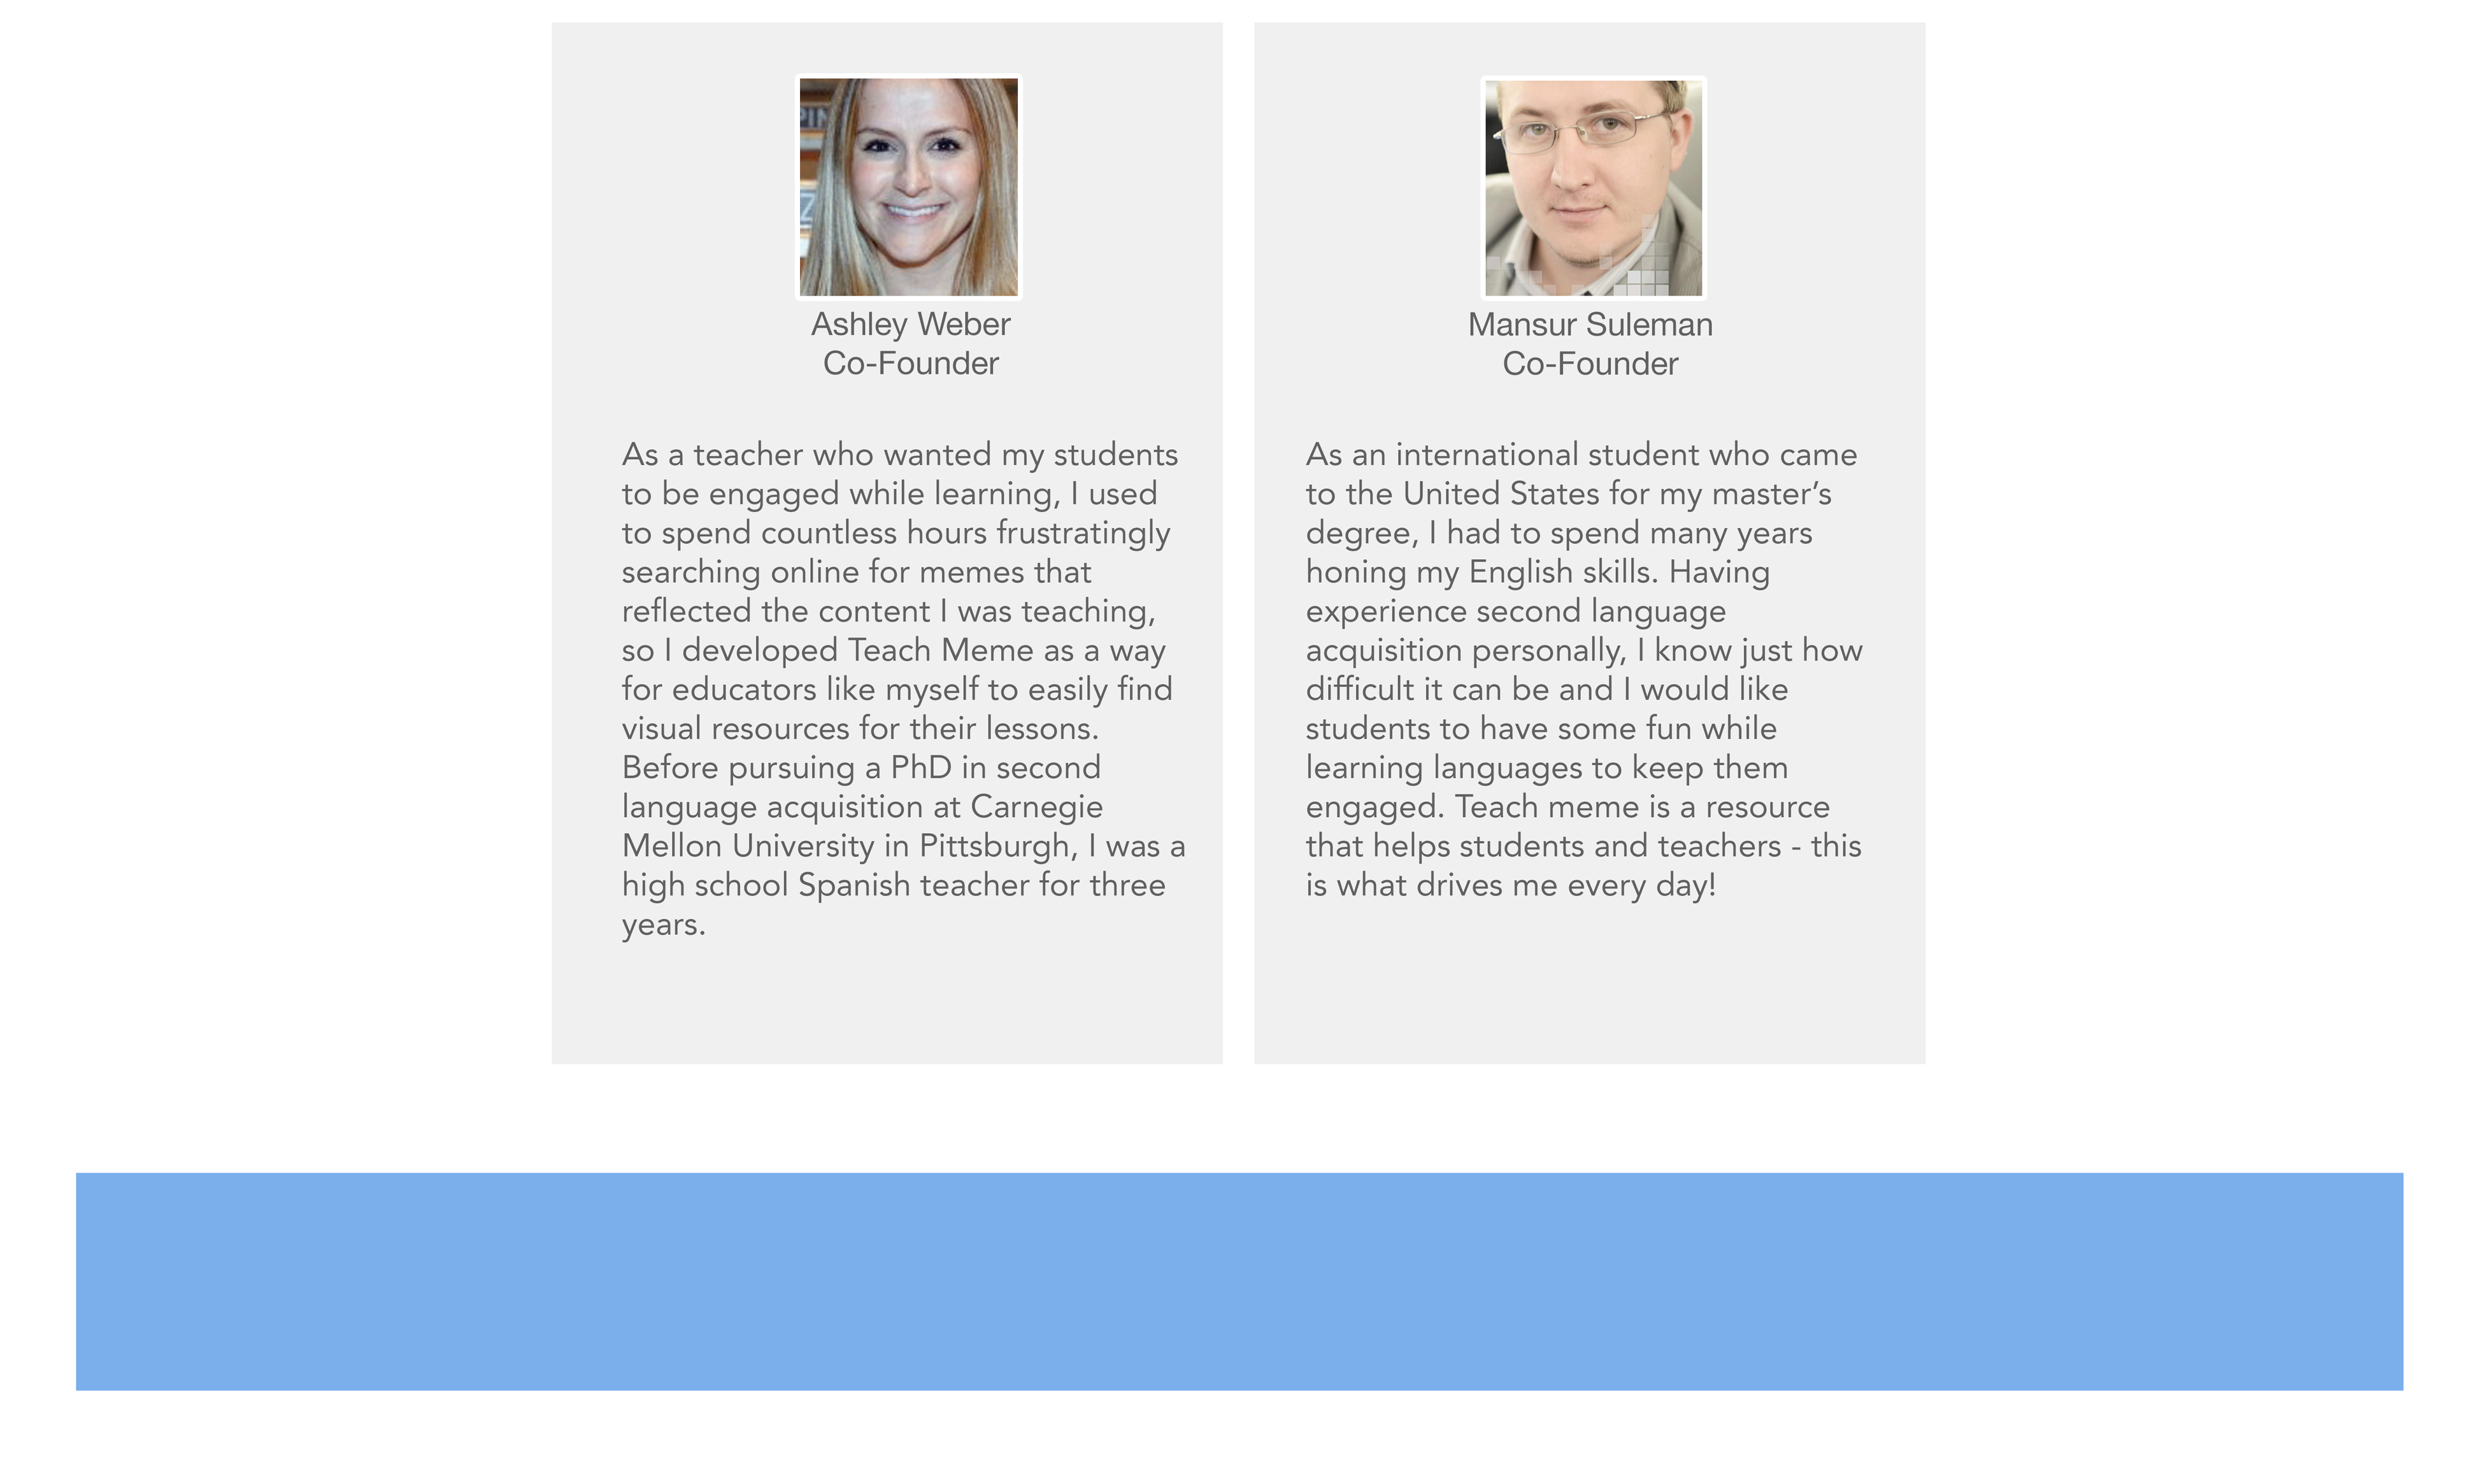 Ashley Weber
Co-Founder
As a teacher who wanted my students
to be engaged while learning, I used
to spend countless hours frustratingly
searching online for memes that
reflected the content I was teaching,
so I developed Teach Meme as a way
for educators like myself to easily find
visual resources for their lessons.
Before pursuing a PhD in second
language acquisition at Carnegie
Mellon University in Pittsburgh, I was a
high school Spanish teacher for three
years.
Mansur Suleman
Co-Founder
As an international student who came
to the United States for my master’s
degree, I had to spend many years
honing my English skills. Having
experience second language
acquisition personally, I know just how
difficult it can be and I would like
students to have some fun while
learning languages to keep them
engaged. Teach meme is a resource
that helps students and teachers - this
is what drives me every day!